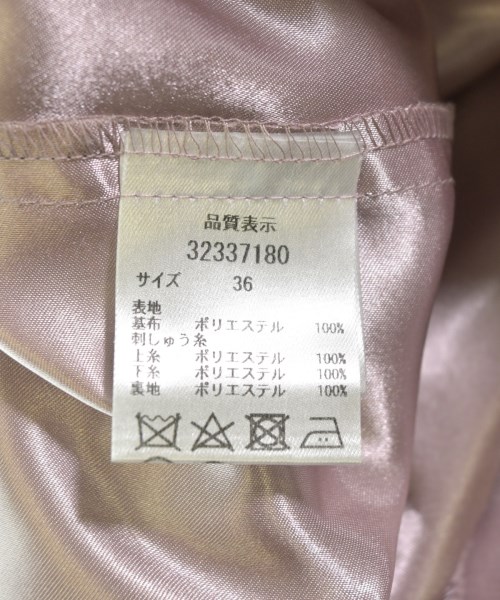 品質表示
32337180
サイズ 36
表地
基布 ポリエステル 100%
刺しゅう糸
上糸 ポリエステル 100%
下糸 ポリエステル 100%
裏地 ポリエステル 100%